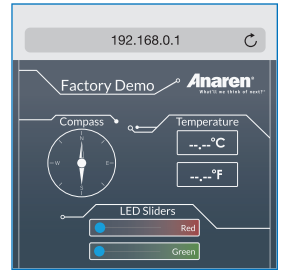 192.168.0.1
Factory Demo
Anaren®
What'll we think of next?®
Compass
Temperature
N
W
E
S
--.--°C
--.--°F
LED Sliders
Red
Green